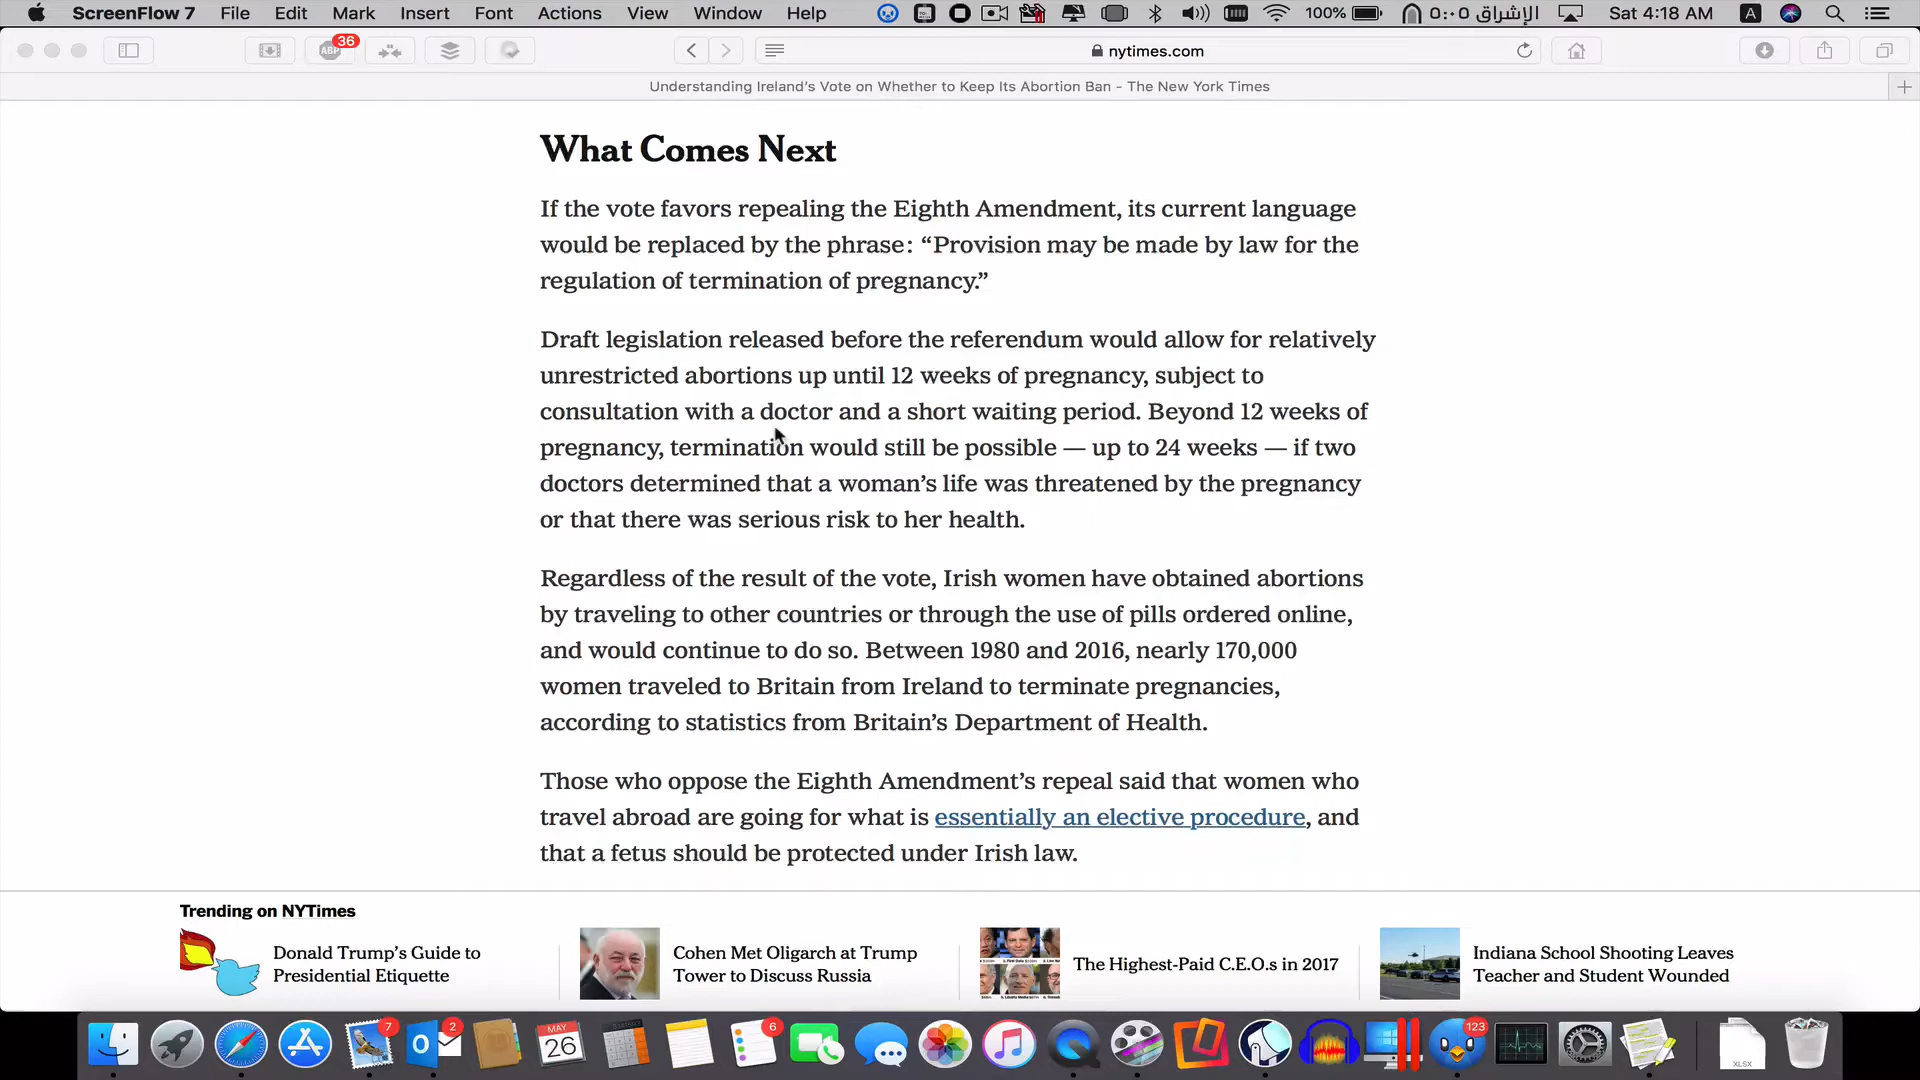 ScreenFlow 7 File Edit Mark Insert Font Actions View Window Help 100% الإشراق ٠:٠٥ Sat 4:18 AM A
ABP 36 nytimes.com
Understanding Ireland's Vote on Whether to Keep Its Abortion Ban - The New York Times
What Comes Next
If the vote favors repealing the Eighth Amendment, its current language
would be replaced by the phrase: “Provision may be made by law for the
regulation of termination of pregnancy.”
Draft legislation released before the referendum would allow for relatively
unrestricted abortions up until 12 weeks of pregnancy, subject to
consultation with a doctor and a short waiting period. Beyond 12 weeks of
pregnancy, termination would still be possible — up to 24 weeks — if two
doctors determined that a woman’s life was threatened by the pregnancy
or that there was serious risk to her health.
Regardless of the result of the vote, Irish women have obtained abortions
by traveling to other countries or through the use of pills ordered online,
and would continue to do so. Between 1980 and 2016, nearly 170,000
women traveled to Britain from Ireland to terminate pregnancies,
according to statistics from Britain’s Department of Health.
Those who oppose the Eighth Amendment’s repeal said that women who
travel abroad are going for what is essentially an elective procedure, and
that a fetus should be protected under Irish law.
Trending on NYTimes
Donald Trump’s Guide to
Presidential Etiquette
Cohen Met Oligarch at Trump
Tower to Discuss Russia
The Highest-Paid C.E.O.s in 2017
Indiana School Shooting Leaves
Teacher and Student Wounded
7 2 MAY 26 6 123 XLSX